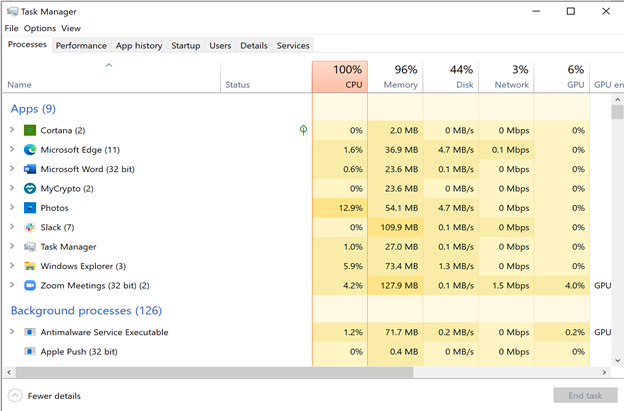 Task Manager
File Options View
Processes Performance App history Startup Users Details Services
100% 96% 44% 3% 6%
Name Status CPU Memory Disk Network GPU GPU en
Apps (9)
Cortana (2) 0% 2.0 MB 0 MB/s 0 Mbps 0%
Microsoft Edge (11) 1.6% 36.9 MB 4.7 MB/s 0.1 Mbps 0%
Microsoft Word (32 bit) 0.6% 23.6 MB 0.1 MB/s 0 Mbps 0%
MyCrypto (2) 0% 23.6 MB 0 MB/s 0 Mbps 0%
Photos 12.9% 54.1 MB 4.7 MB/s 0 Mbps 0%
Slack (7) 0% 109.9 MB 0.1 MB/s 0 Mbps 0%
Task Manager 1.0% 27.0 MB 0.1 MB/s 0 Mbps 0%
Windows Explorer (3) 5.9% 73.4 MB 1.3 MB/s 0 Mbps 0%
Zoom Meetings (32 bit) (2) 4.2% 127.9 MB 0.1 MB/s 1.5 Mbps 4.0% GPU
Background processes (126)
Antimalware Service Executable 1.2% 71.7 MB 0.2 MB/s 0 Mbps 0.2% GPU
Apple Push (32 bit) 0% 0.4 MB 0 MB/s 0 Mbps 0%
Fewer details End task